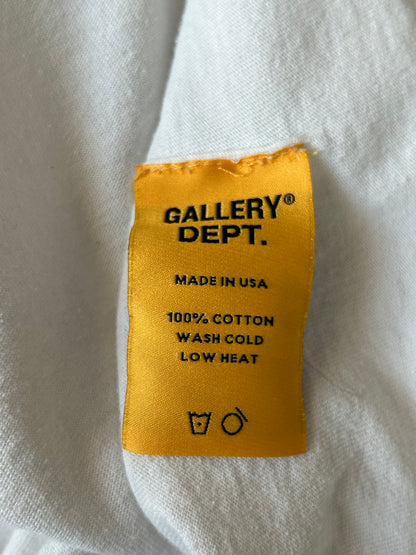 GALLERY®
DEPT.
MADE IN USA
100% COTTON
WASH COLD
LOW HEAT